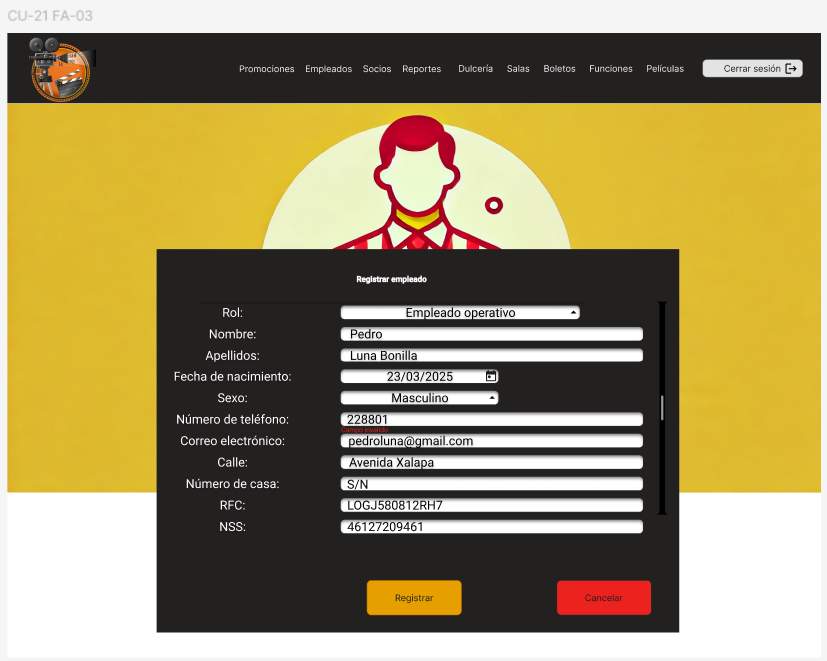 CU-21 FA-03
Promociones Empleados Socios Reportes Dulcería Salas Boletos Funciones Películas Cerrar sesión
Registrar empleado
Rol: Empleado operativo
Nombre: Pedro
Apellidos: Luna Bonilla
Fecha de nacimiento: 23/03/2025
Sexo: Masculino
Número de teléfono: 228801
Campo inválido
Correo electrónico: pedroluna@gmail.com
Calle: Avenida Xalapa
Número de casa: S/N
RFC: LOGJ580812RH7
NSS: 46127209461
Registrar Cancelar